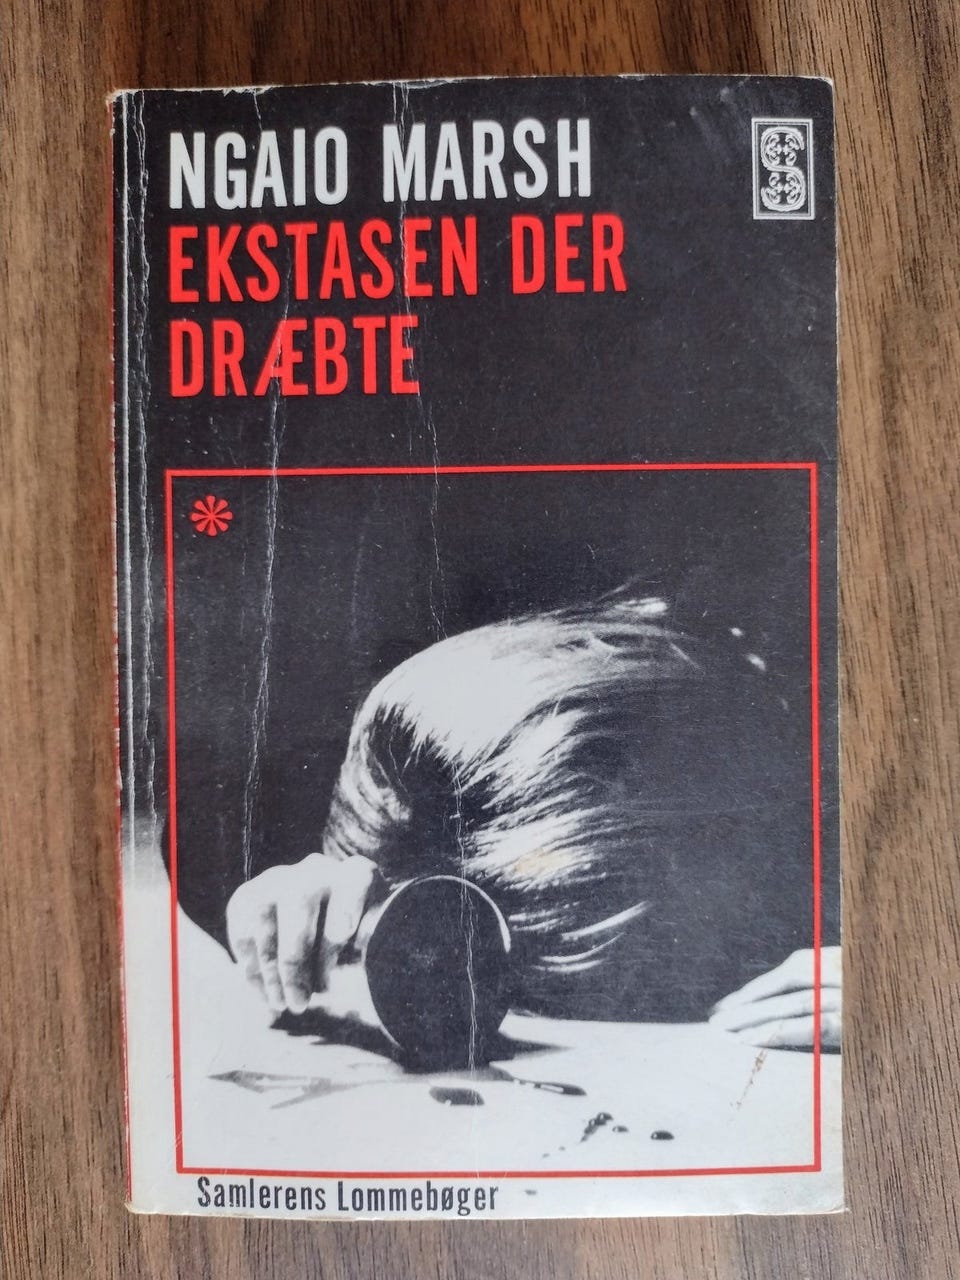 NGAIO MARSH
EKSTASEN DER
DRÆBTE
S
Samlerens Lommebøger